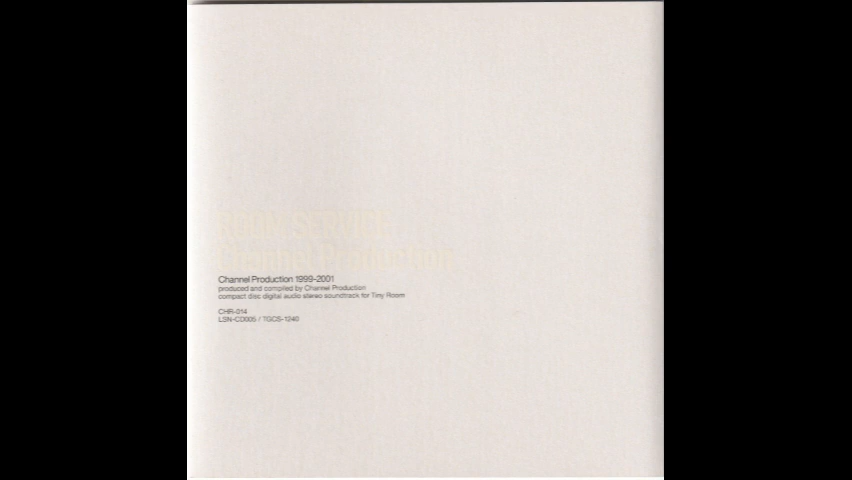 ROOM SERVICE
Channel Production
Channel Production 1999-2001
produced and compiled by Channel Production
compact disc digital audio stereo soundtrack for Tiny Room
CHR-014
LSN-CD005 / TGCS-1240